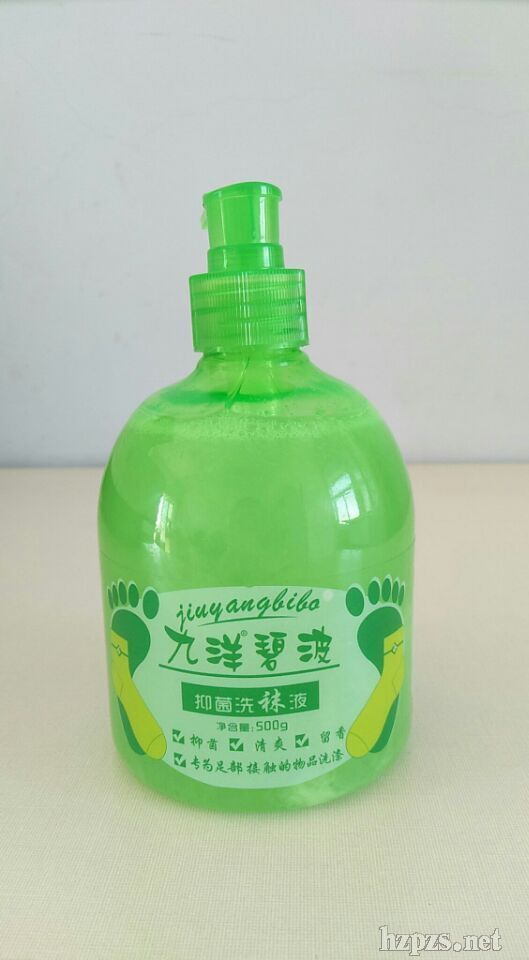 jiuyangbibo
九洋®碧波
抑菌洗袜液
净含量:500g
抑菌 清爽 留香
专为足部接触的物品洗涤
hzpzs.net